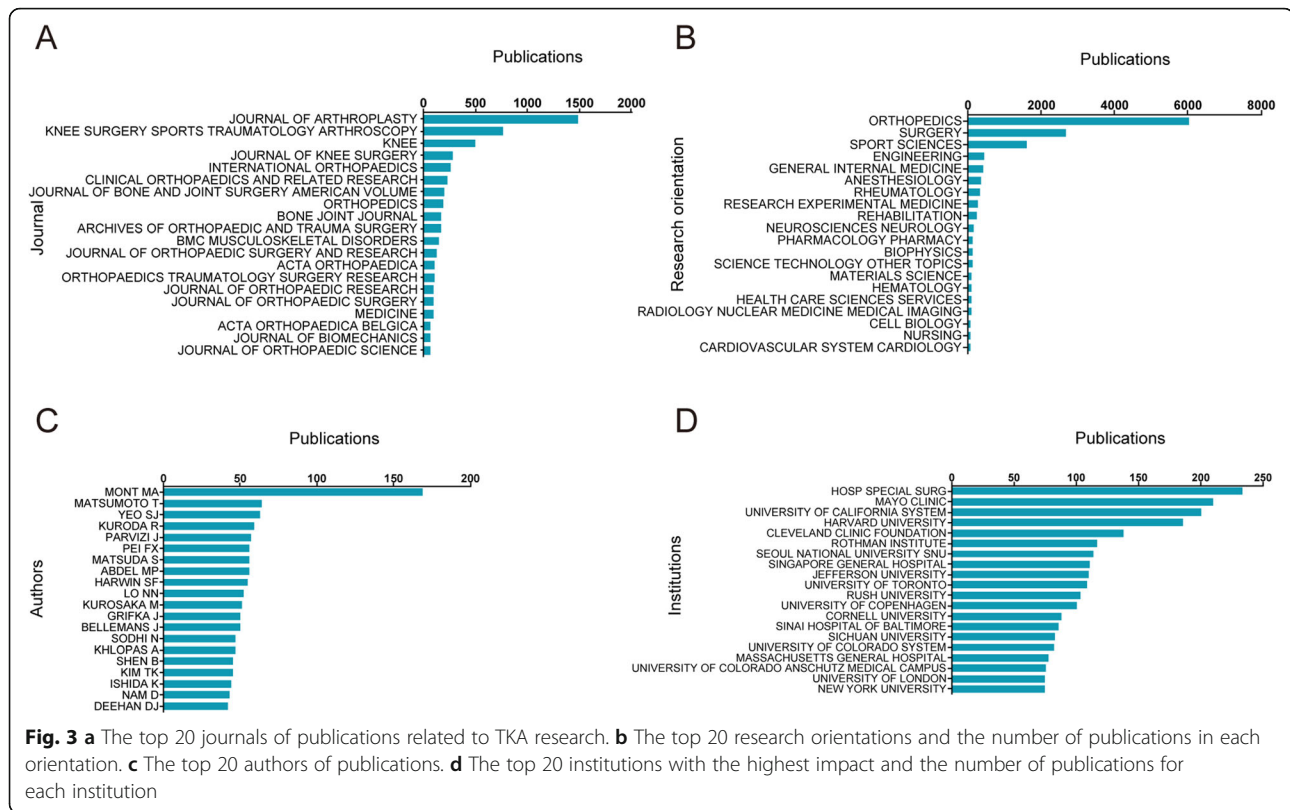 A
Publications
0 500 1000 1500 2000
Journal
JOURNAL OF ARTHROPLASTY
KNEE SURGERY SPORTS TRAUMATOLOGY ARTHROSCOPY
KNEE
JOURNAL OF KNEE SURGERY
INTERNATIONAL ORTHOPAEDICS
CLINICAL ORTHOPAEDICS AND RELATED RESEARCH
JOURNAL OF BONE AND JOINT SURGERY AMERICAN VOLUME
ORTHOPEDICS
BONE JOINT JOURNAL
ARCHIVES OF ORTHOPAEDIC AND TRAUMA SURGERY
BMC MUSCULOSKELETAL DISORDERS
JOURNAL OF ORTHOPAEDIC SURGERY AND RESEARCH
ACTA ORTHOPAEDICA
ORTHOPAEDICS TRAUMATOLOGY SURGERY RESEARCH
JOURNAL OF ORTHOPAEDIC RESEARCH
JOURNAL OF ORTHOPAEDIC SURGERY
MEDICINE
ACTA ORTHOPAEDICA BELGICA
JOURNAL OF BIOMECHANICS
JOURNAL OF ORTHOPAEDIC SCIENCE
B
Publications
0 2000 4000 6000 8000
Research orientation
ORTHOPEDICS
SURGERY
SPORT SCIENCES
ENGINEERING
GENERAL INTERNAL MEDICINE
ANESTHESIOLOGY
RHEUMATOLOGY
RESEARCH EXPERIMENTAL MEDICINE
REHABILITATION
NEUROSCIENCES NEUROLOGY
PHARMACOLOGY PHARMACY
BIOPHYSICS
SCIENCE TECHNOLOGY OTHER TOPICS
MATERIALS SCIENCE
HEMATOLOGY
HEALTH CARE SCIENCES SERVICES
RADIOLOGY NUCLEAR MEDICINE MEDICAL IMAGING
CELL BIOLOGY
NURSING
CARDIOVASCULAR SYSTEM CARDIOLOGY
C
Publications
0 50 100 150 200
Authors
MONT MA
MATSUMOTO T
YEO SJ
KURODA R
PARVIZI J
PEI FX
MATSUDA S
ABDEL MP
HARWIN SF
LO NN
KUROSAKA M
GRIFKA J
BELLEMANS J
SODHI N
KHLOPAS A
SHEN B
KIM TK
ISHIDA K
NAM D
DEEHAN DJ
D
Publications
0 50 100 150 200 250
Institutions
HOSP SPECIAL SURG
MAYO CLINIC
UNIVERSITY OF CALIFORNIA SYSTEM
HARVARD UNIVERSITY
CLEVELAND CLINIC FOUNDATION
ROTHMAN INSTITUTE
SEOUL NATIONAL UNIVERSITY SNU
SINGAPORE GENERAL HOSPITAL
JEFFERSON UNIVERSITY
UNIVERSITY OF TORONTO
RUSH UNIVERSITY
UNIVERSITY OF COPENHAGEN
CORNELL UNIVERSITY
SINAI HOSPITAL OF BALTIMORE
SICHUAN UNIVERSITY
UNIVERSITY OF COLORADO SYSTEM
MASSACHUSETTS GENERAL HOSPITAL
UNIVERSITY OF COLORADO ANSCHUTZ MEDICAL CAMPUS
UNIVERSITY OF LONDON
NEW YORK UNIVERSITY
Fig. 3 a The top 20 journals of publications related to TKA research. b The top 20 research orientations and the number of publications in each
orientation. c The top 20 authors of publications. d The top 20 institutions with the highest impact and the number of publications for
each institution